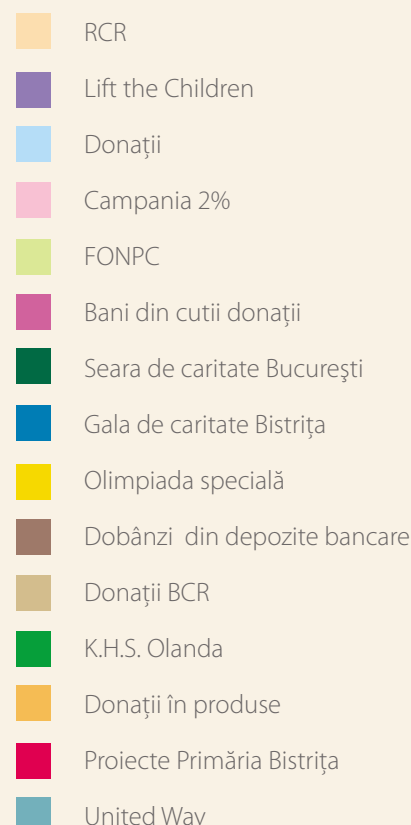 RCR
Lift the Children
Donații
Campania 2%
FONPC
Bani din cutii donații
Seara de caritate Bucureşti
Gala de caritate Bistrița
Olimpiada specială
Dobânzi din depozite bancare
Donații BCR
K.H.S. Olanda
Donații în produse
Proiecte Primăria Bistrița
United Way